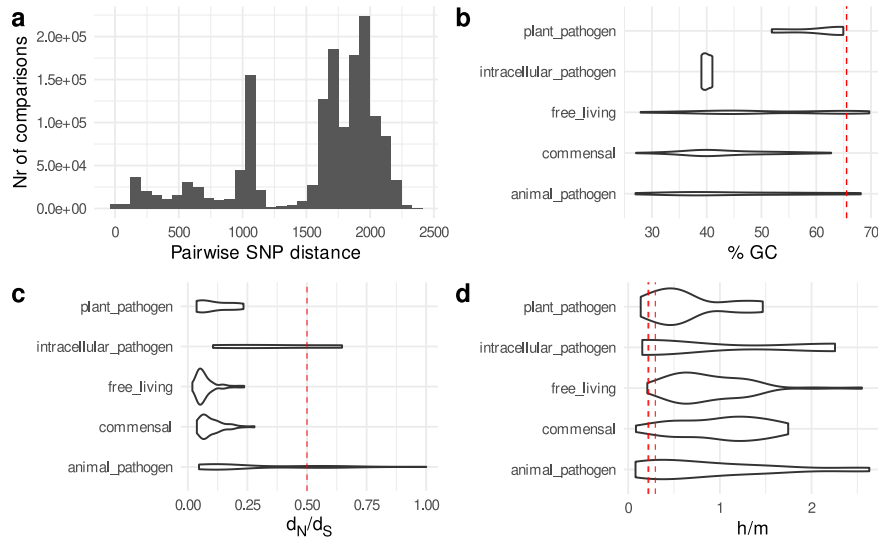 a
Nr of comparisons
2.0e+05
1.5e+05
1.0e+05
5.0e+04
0.0e+00
0 500 1000 1500 2000 2500
Pairwise SNP distance
b
plant_pathogen
intracellular_pathogen
free_living
commensal
animal_pathogen
30 40 50 60 70
% GC
c
plant_pathogen
intracellular_pathogen
free_living
commensal
animal_pathogen
0.00 0.25 0.50 0.75 1.00
dN/dS
d
plant_pathogen
intracellular_pathogen
free_living
commensal
animal_pathogen
0 1 2
h/m